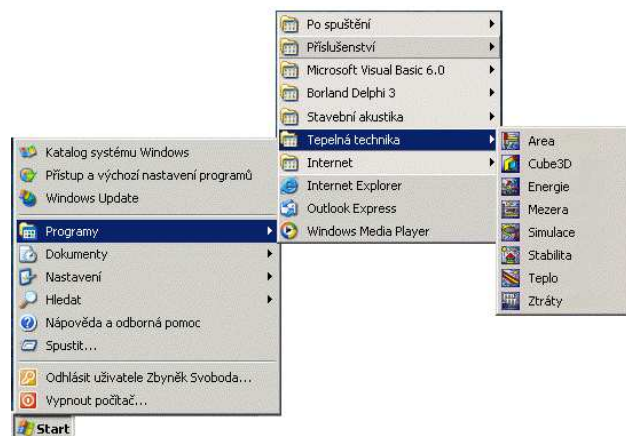 Po spuštění
Příslušenství
Microsoft Visual Basic 6.0
Borland Delphi 3
Stavební akustika
Tepelná technika
Internet
Internet Explorer
Outlook Express
Windows Media Player
Area
Cube3D
Energie
Mezera
Simulace
Stabilita
Teplo
Ztráty
Katalog systému Windows
Přístup a výchozí nastavení programů
Windows Update
Programy
Dokumenty
Nastavení
Hledat
Nápověda a odborná pomoc
Spustit...
Odhlásit uživatele Zbyněk Svoboda...
Vypnout počítač...
Start